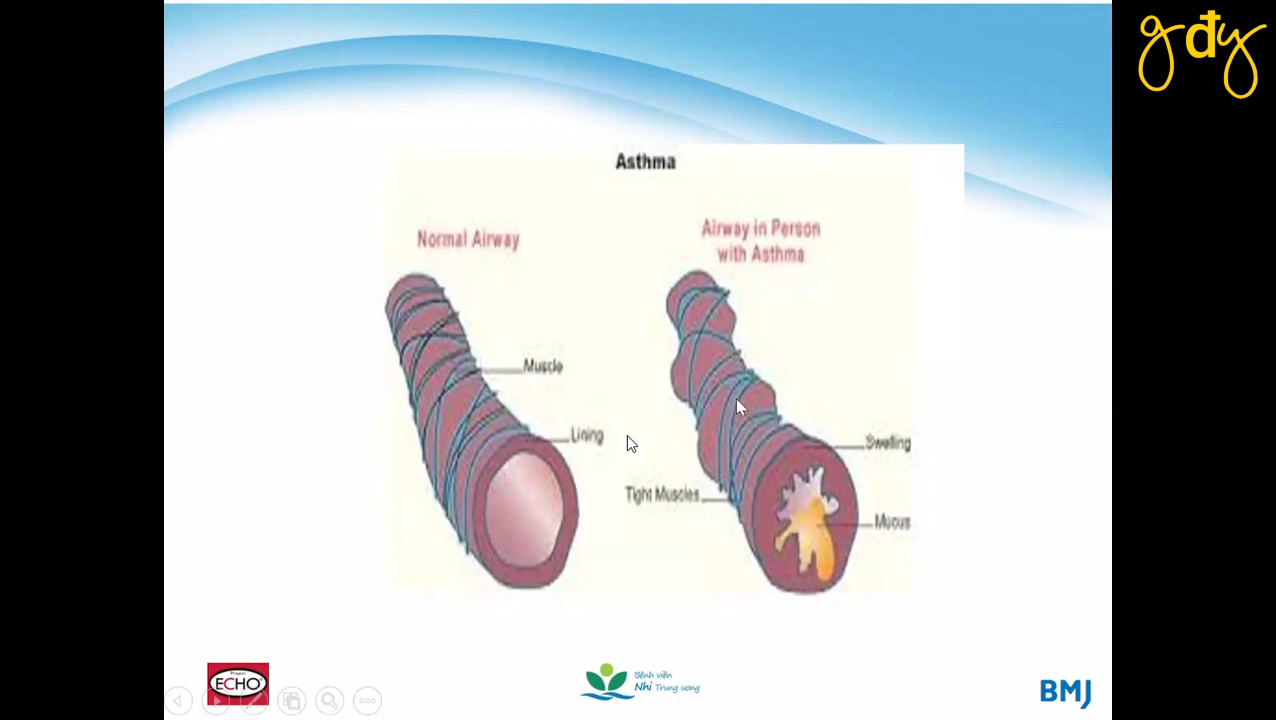 gđy
Asthma
Normal Airway
Airway in Person
with Asthma
Muscle
Lining
Swelling
Tight Muscles
Mucus
Project
ECHO
Bệnh viện
Nhi Trung ương
BMJ